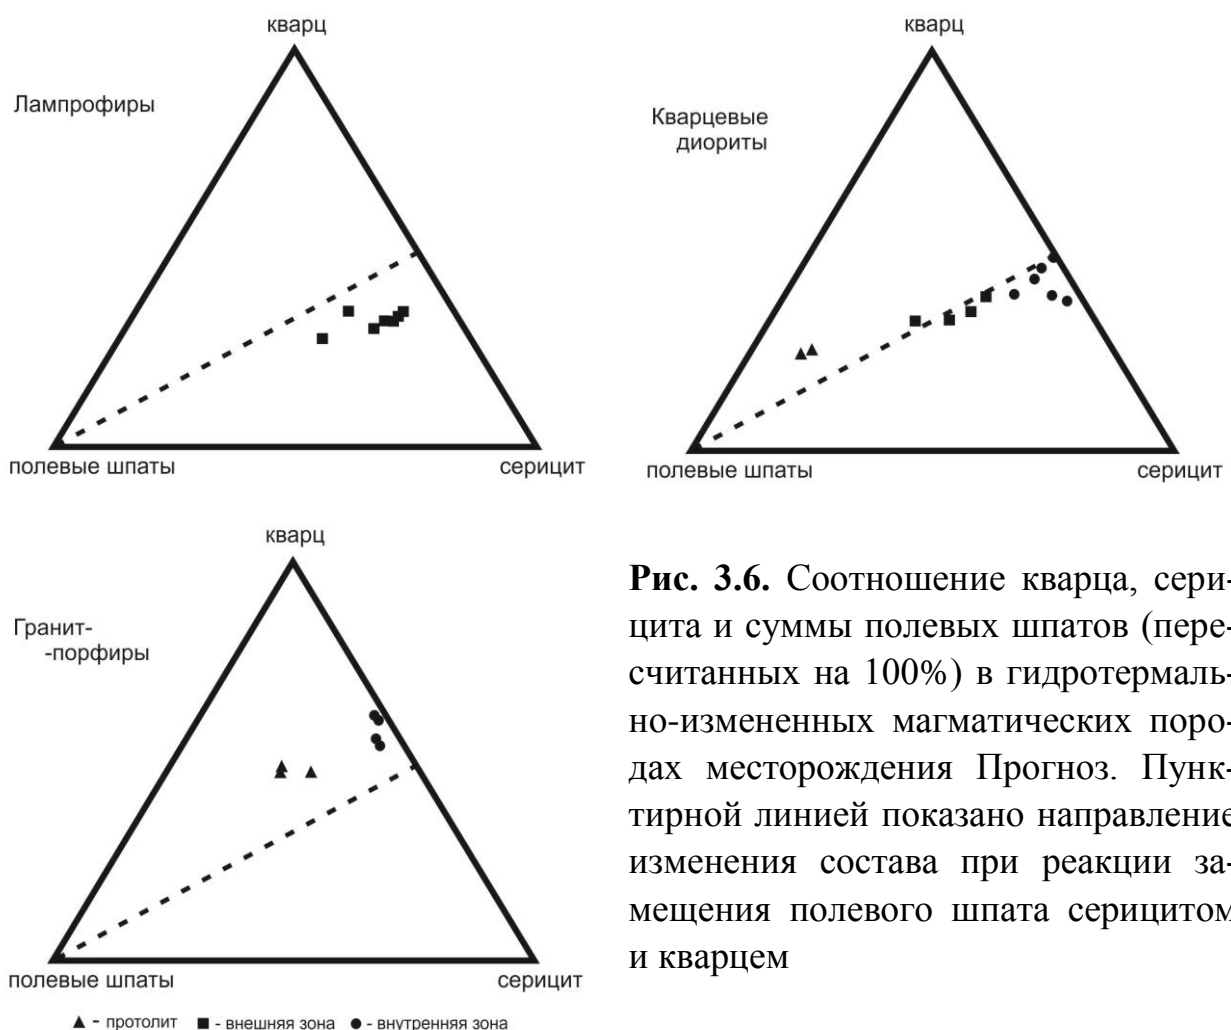 кварц
Лампрофиры
полевые шпаты
серицит
кварц
Кварцевые
диориты
полевые шпаты
серицит
кварц
Гранит-
-порфиры
полевые шпаты
серицит
▲ - протолит ■ - внешняя зона ● - внутренняя зона
Рис. 3.6. Соотношение кварца, сери-
цита и суммы полевых шпатов (пере-
считанных на 100%) в гидротермаль-
но-измененных магматических поро-
дах месторождения Прогноз. Пунк-
тирной линией показано направление
изменения состава при реакции за-
мещения полевого шпата серицитом
и кварцем